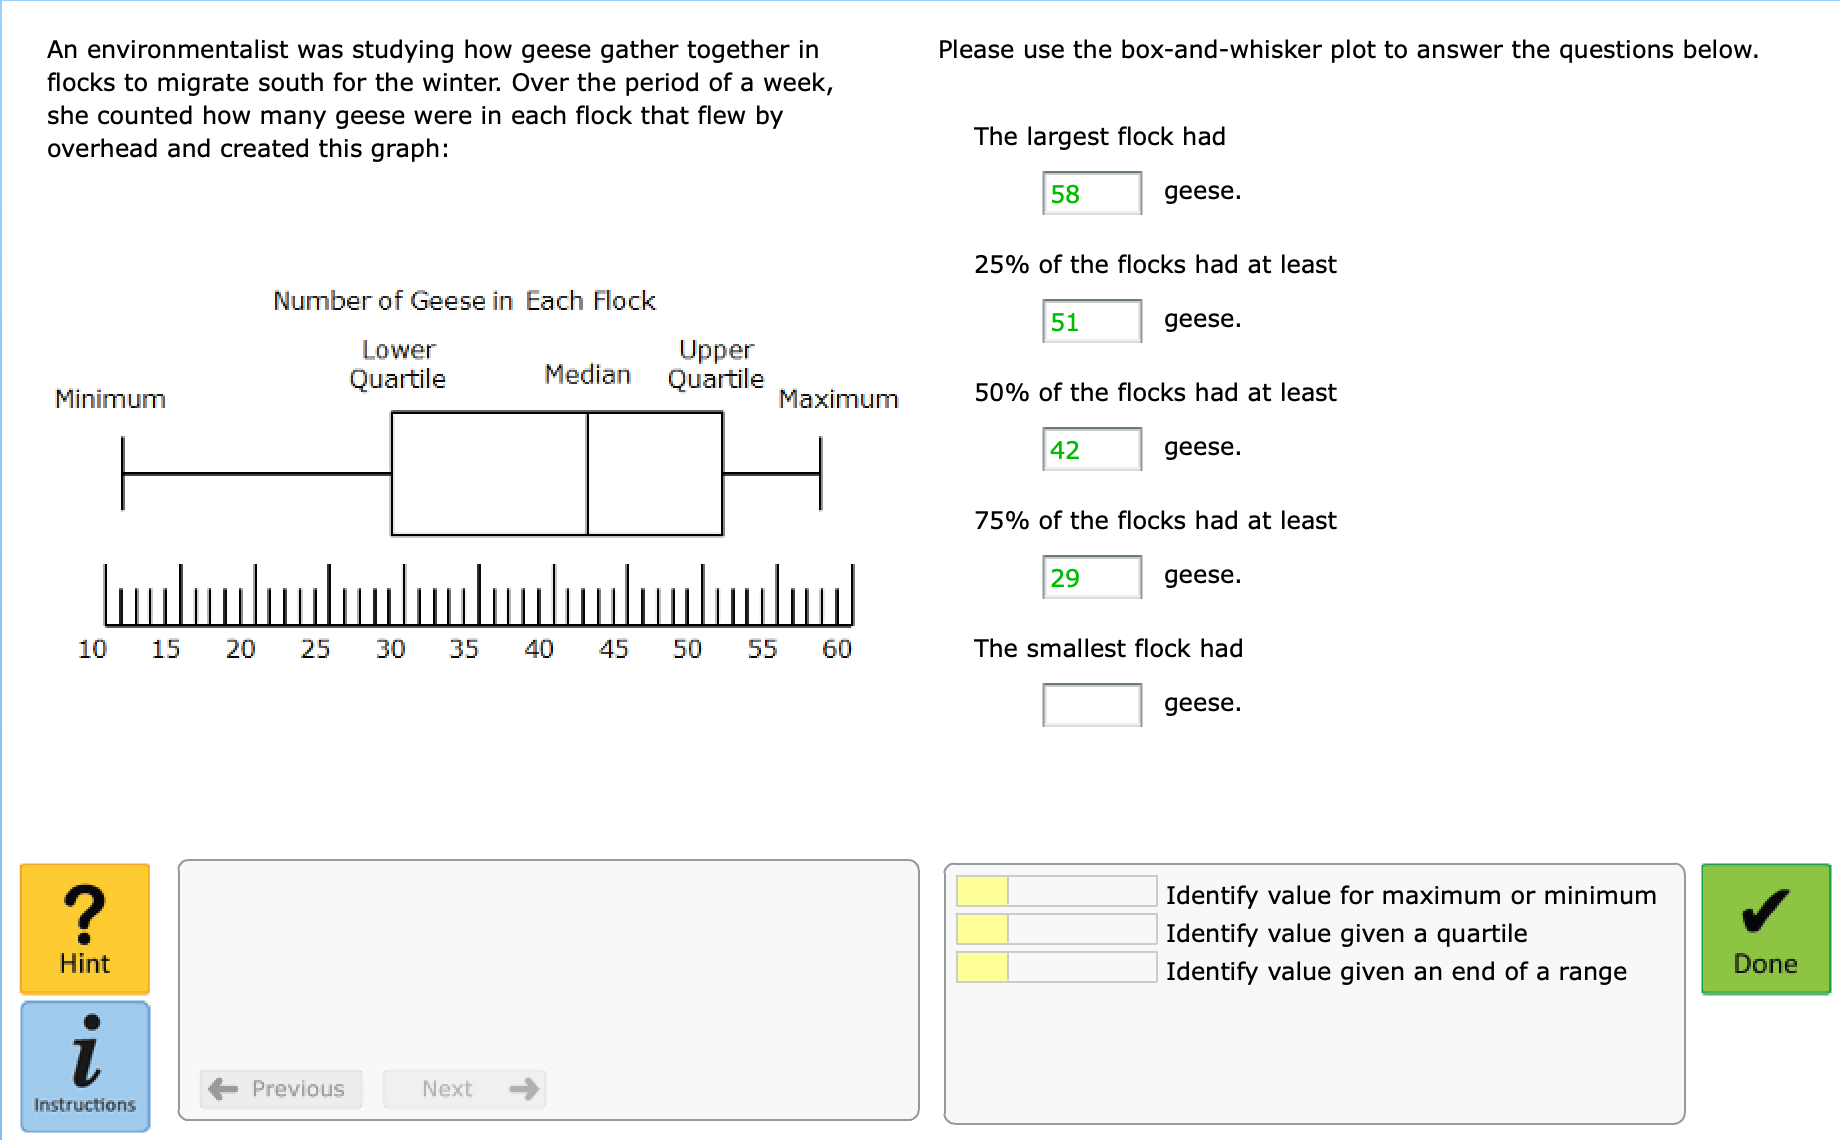 An environmentalist was studying how geese gather together in
flocks to migrate south for the winter. Over the period of a week,
she counted how many geese were in each flock that flew by
overhead and created this graph:
Number of Geese in Each Flock
Minimum
Lower
Quartile
Median
Upper
Quartile
Maximum
10 15 20 25 30 35 40 45 50 55 60
Please use the box-and-whisker plot to answer the questions below.
The largest flock had
58 geese.
25% of the flocks had at least
51 geese.
50% of the flocks had at least
42 geese.
75% of the flocks had at least
29 geese.
The smallest flock had
geese.
?
Hint
i
Instructions
Previous
Next
Identify value for maximum or minimum
Identify value given a quartile
Identify value given an end of a range
Done